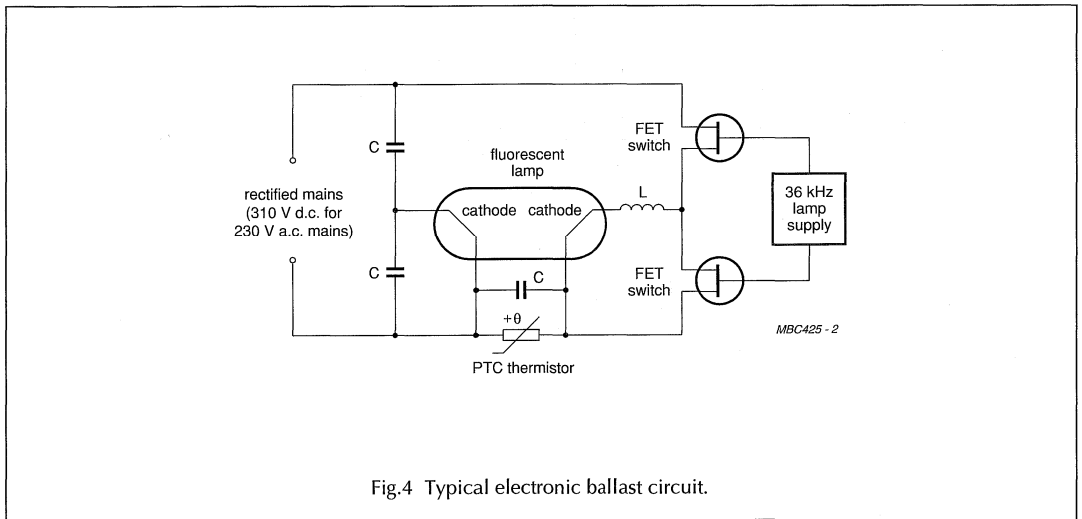 FET
switch
C
fluorescent
lamp
L
rectified mains
(310 V d.c. for
230 V a.c. mains)
cathode cathode
36 kHz
lamp
supply
C
C
FET
switch
+θ
MBC425 - 2
PTC thermistor
Fig.4 Typical electronic ballast circuit.